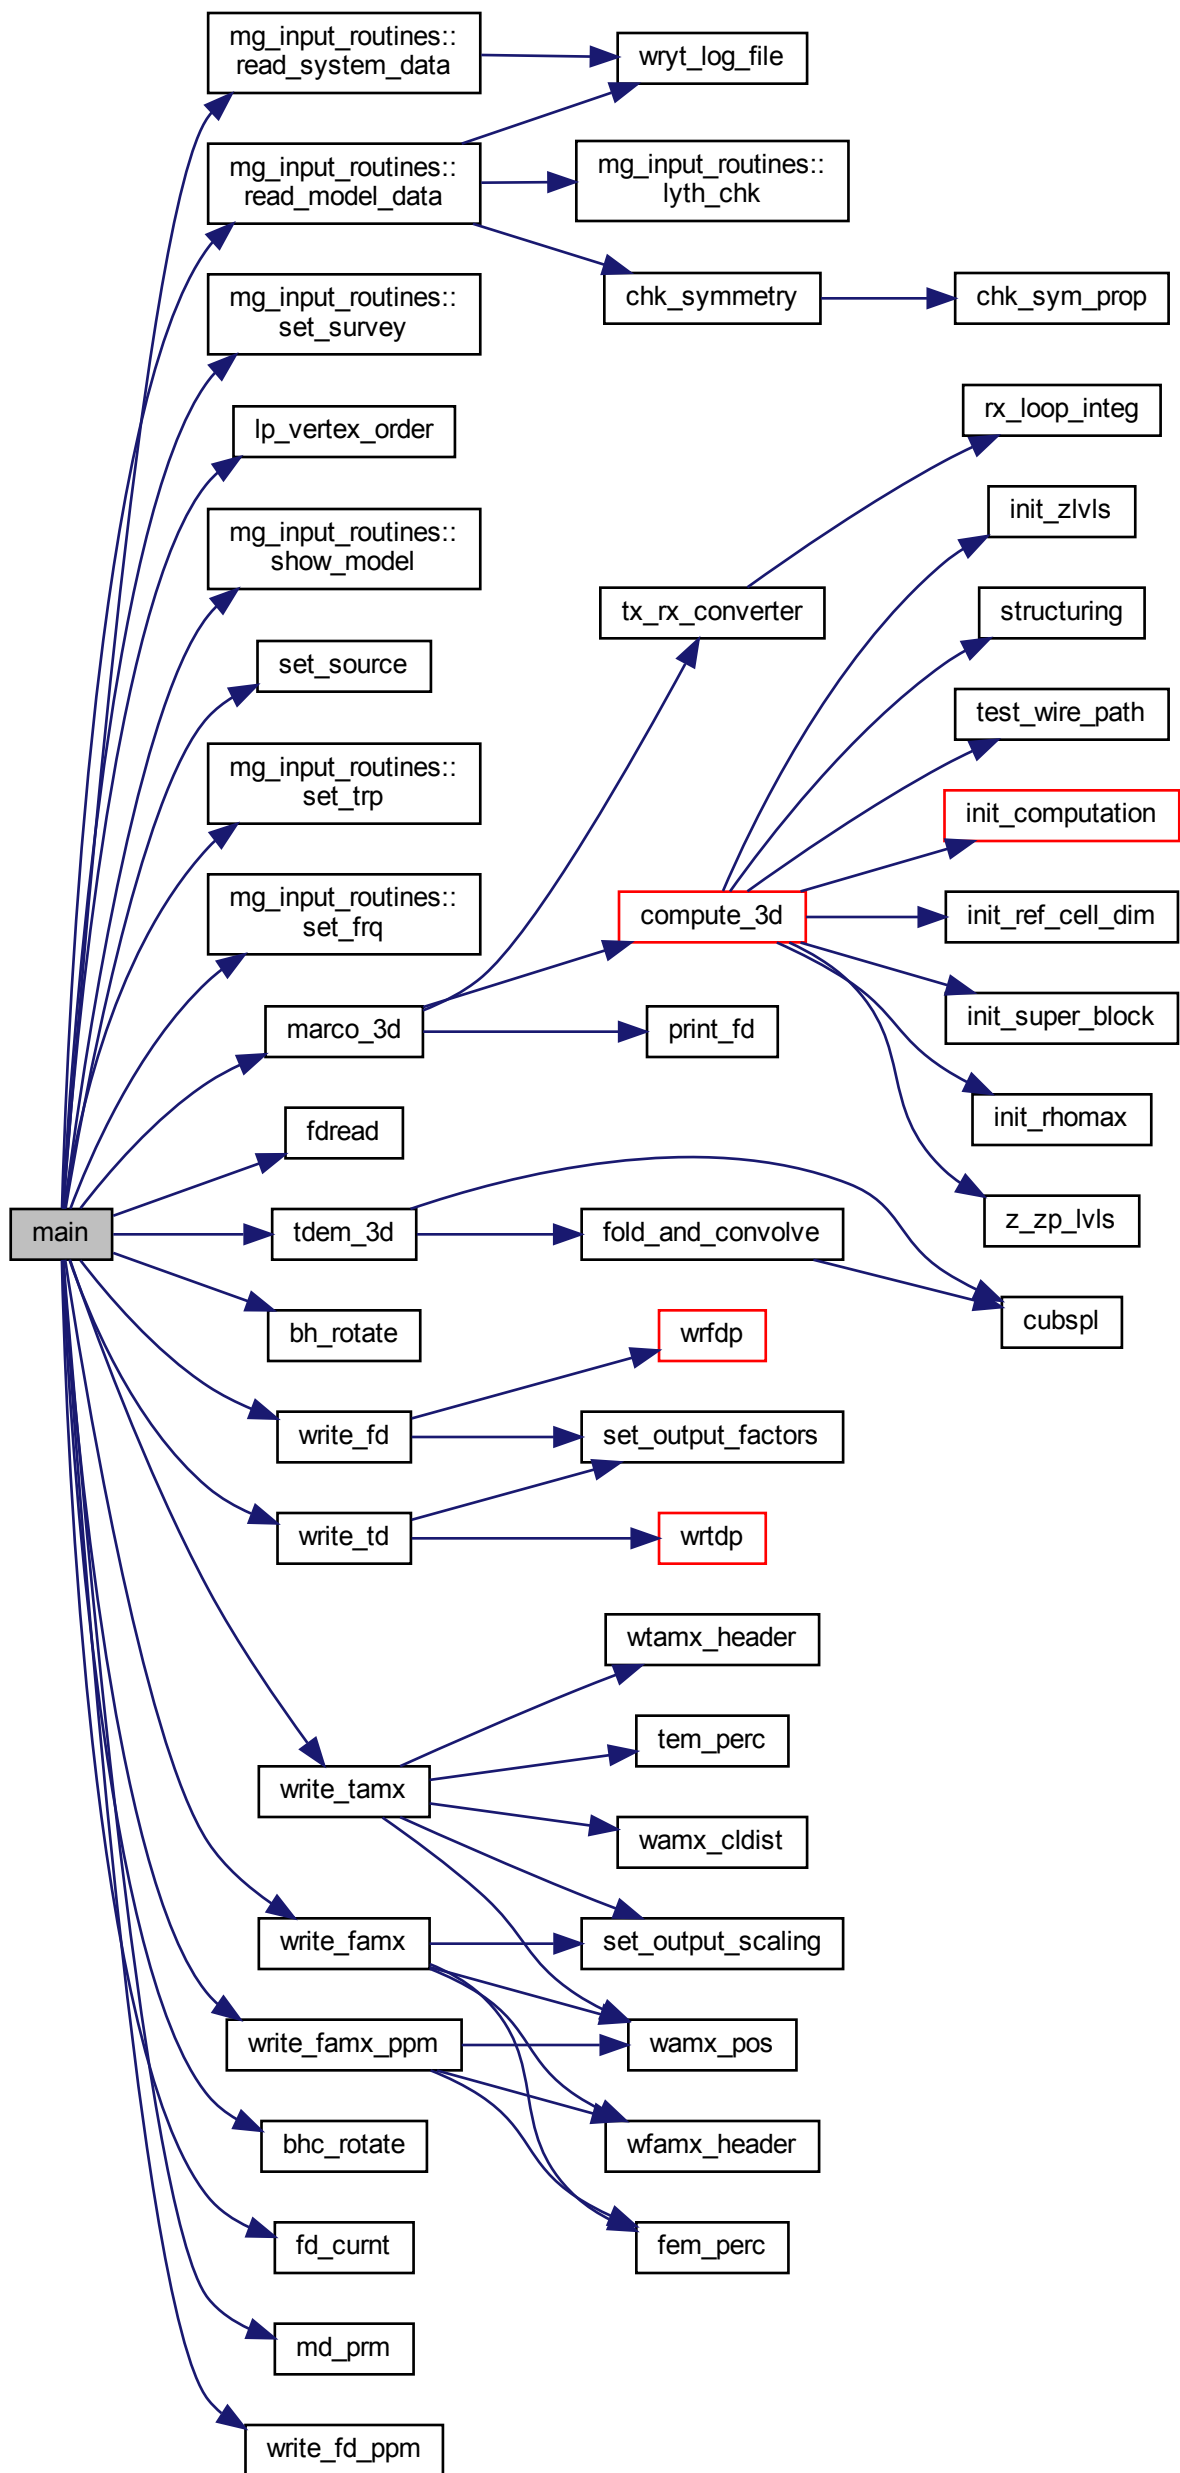 mg_input_routines::
read_system_data
wryt_log_file
mg_input_routines::
read_model_data
mg_input_routines::
lyth_chk
chk_symmetry
chk_sym_prop
mg_input_routines::
set_survey
lp_vertex_order
rx_loop_integ
mg_input_routines::
show_model
init_zlvls
tx_rx_converter
structuring
set_source
test_wire_path
mg_input_routines::
set_trp
init_computation
mg_input_routines::
set_frq
compute_3d
init_ref_cell_dim
marco_3d
print_fd
init_super_block
fdread
init_rhomax
main
tdem_3d
fold_and_convolve
z_zp_lvls
bh_rotate
wrfdp
cubspl
write_fd
set_output_factors
write_td
wrtdp
wtamx_header
tem_perc
write_tamx
wamx_cldist
write_famx
set_output_scaling
write_famx_ppm
wamx_pos
bhc_rotate
wfamx_header
fd_curnt
fem_perc
md_prm
write_fd_ppm